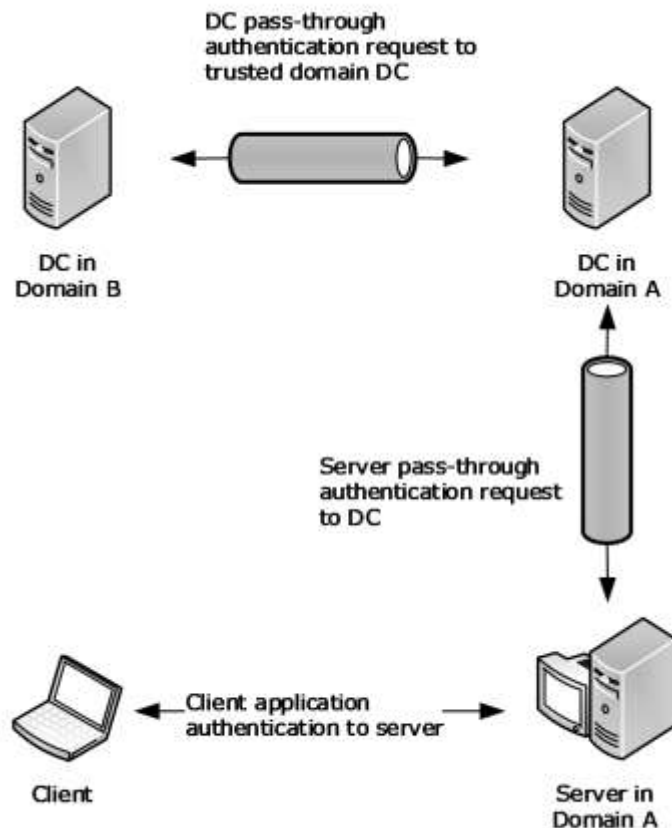 DC pass-through
authentication request to
trusted domain DC
DC in
Domain B
DC in
Domain A
Server pass-through
authentication request
to DC
Client application
authentication to server
Client
Server in
Domain A